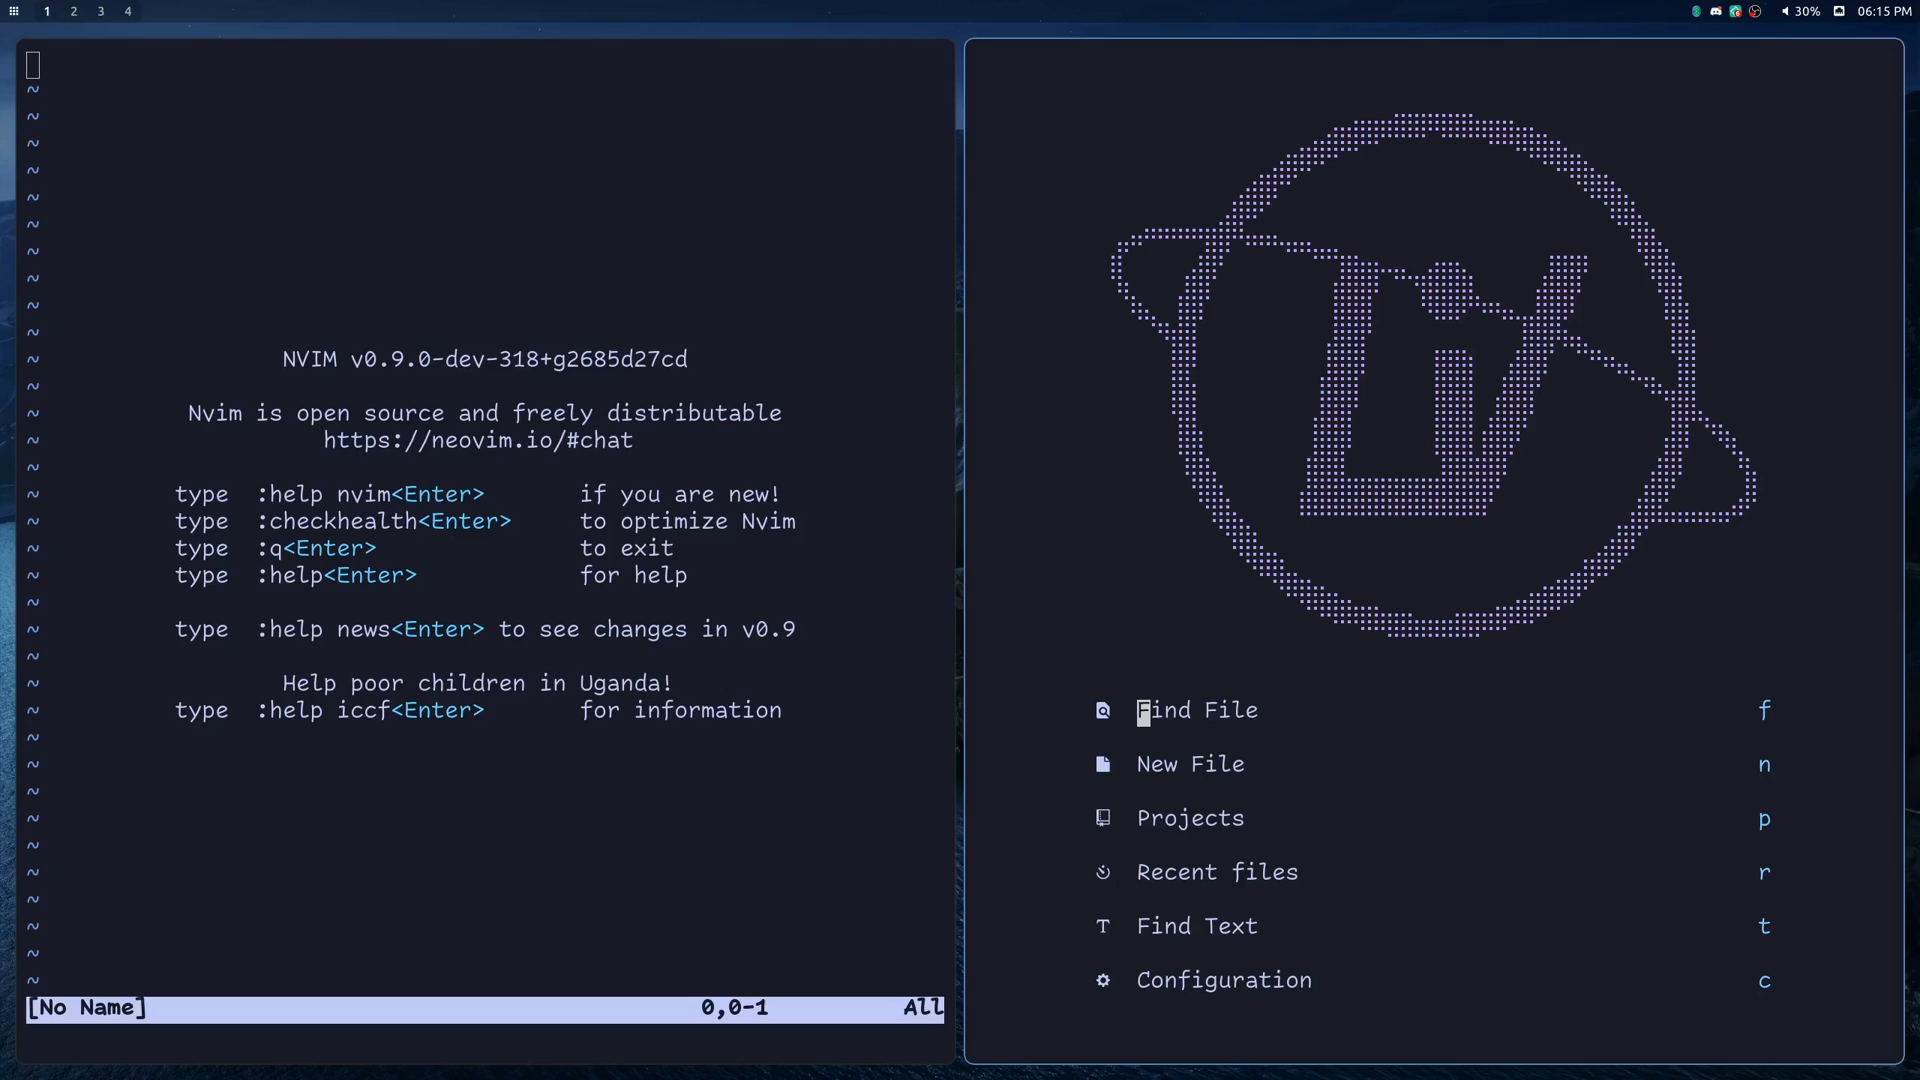 1 2 3 4
30% 06:15 PM
~
~
~
~
~
~
~
~
~
~
~ NVIM v0.9.0-dev-318+g2685d27cd
~
~ Nvim is open source and freely distributable
~ https://neovim.io/#chat
~
~ type :help nvim<Enter> if you are new!
~ type :checkhealth<Enter> to optimize Nvim
~ type :q<Enter> to exit
~ type :help<Enter> for help
~
~ type :help news<Enter> to see changes in v0.9
~
~ Help poor children in Uganda!
~ type :help iccf<Enter> for information
~
~
~
~
~
~
~
~
~
~
[No Name] 0,0-1 All
Find File f
New File n
Projects p
Recent files r
Find Text t
Configuration c